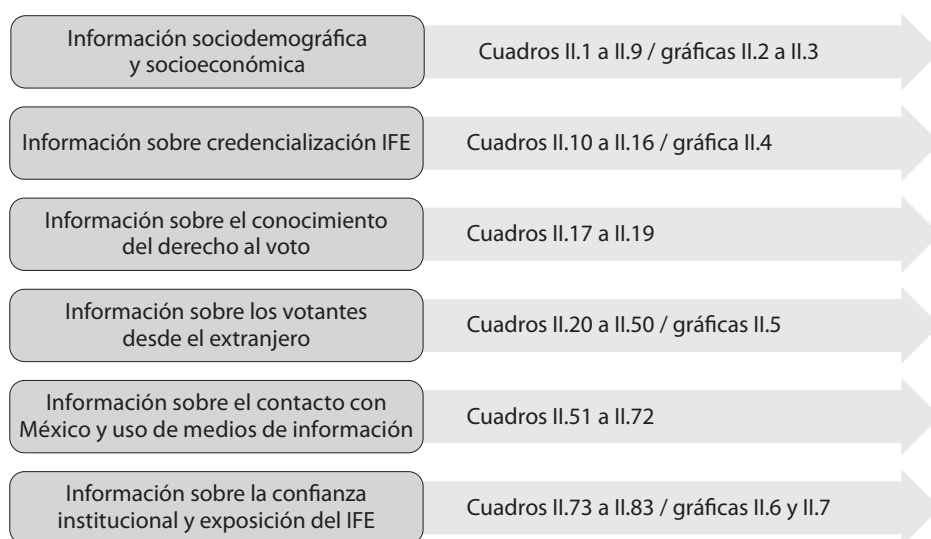 Información sociodemográfica
y socioeconómica
Cuadros II.1 a II.9 / gráficas II.2 a II.3
Información sobre credencialización IFE
Cuadros II.10 a II.16 / gráfica II.4
Información sobre el conocimiento
del derecho al voto
Cuadros II.17 a II.19
Información sobre los votantes
desde el extranjero
Cuadros II.20 a II.50 / gráficas II.5
Información sobre el contacto con
México y uso de medios de información
Cuadros II.51 a II.72
Información sobre la confianza
institucional y exposición del IFE
Cuadros II.73 a II.83 / gráficas II.6 y II.7